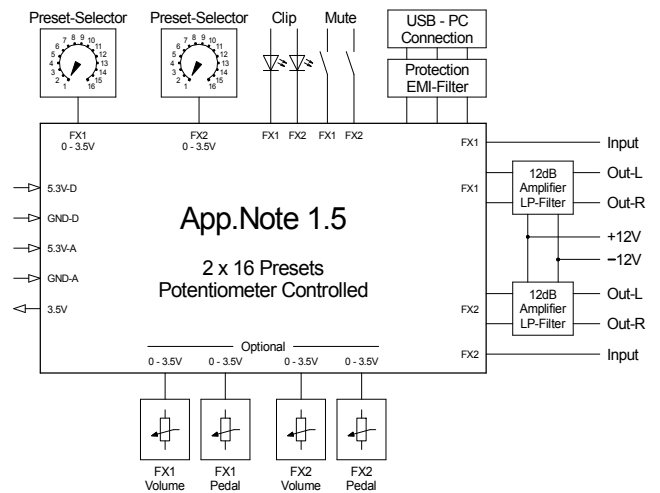 Preset-Selector
Preset-Selector
Clip
Mute
USB - PC
Connection
Protection
EMI-Filter
1 2 3 4 5 6 7 8 9 10 11 12 13 14 15 16
1 2 3 4 5 6 7 8 9 10 11 12 13 14 15 16
FX1
0 - 3.5V
FX2
0 - 3.5V
FX1 FX2 FX1 FX2
FX1
Input
5.3V-D
GND-D
5.3V-A
GND-A
3.5V
App.Note 1.5
2 x 16 Presets
Potentiometer Controlled
FX1
12dB
Amplifier
LP-Filter
Out-L
Out-R
+12V
−12V
FX2
12dB
Amplifier
LP-Filter
Out-L
Out-R
FX2
Input
Optional
0 - 3.5V 0 - 3.5V 0 - 3.5V 0 - 3.5V
FX1
Volume
FX1
Pedal
FX2
Volume
FX2
Pedal